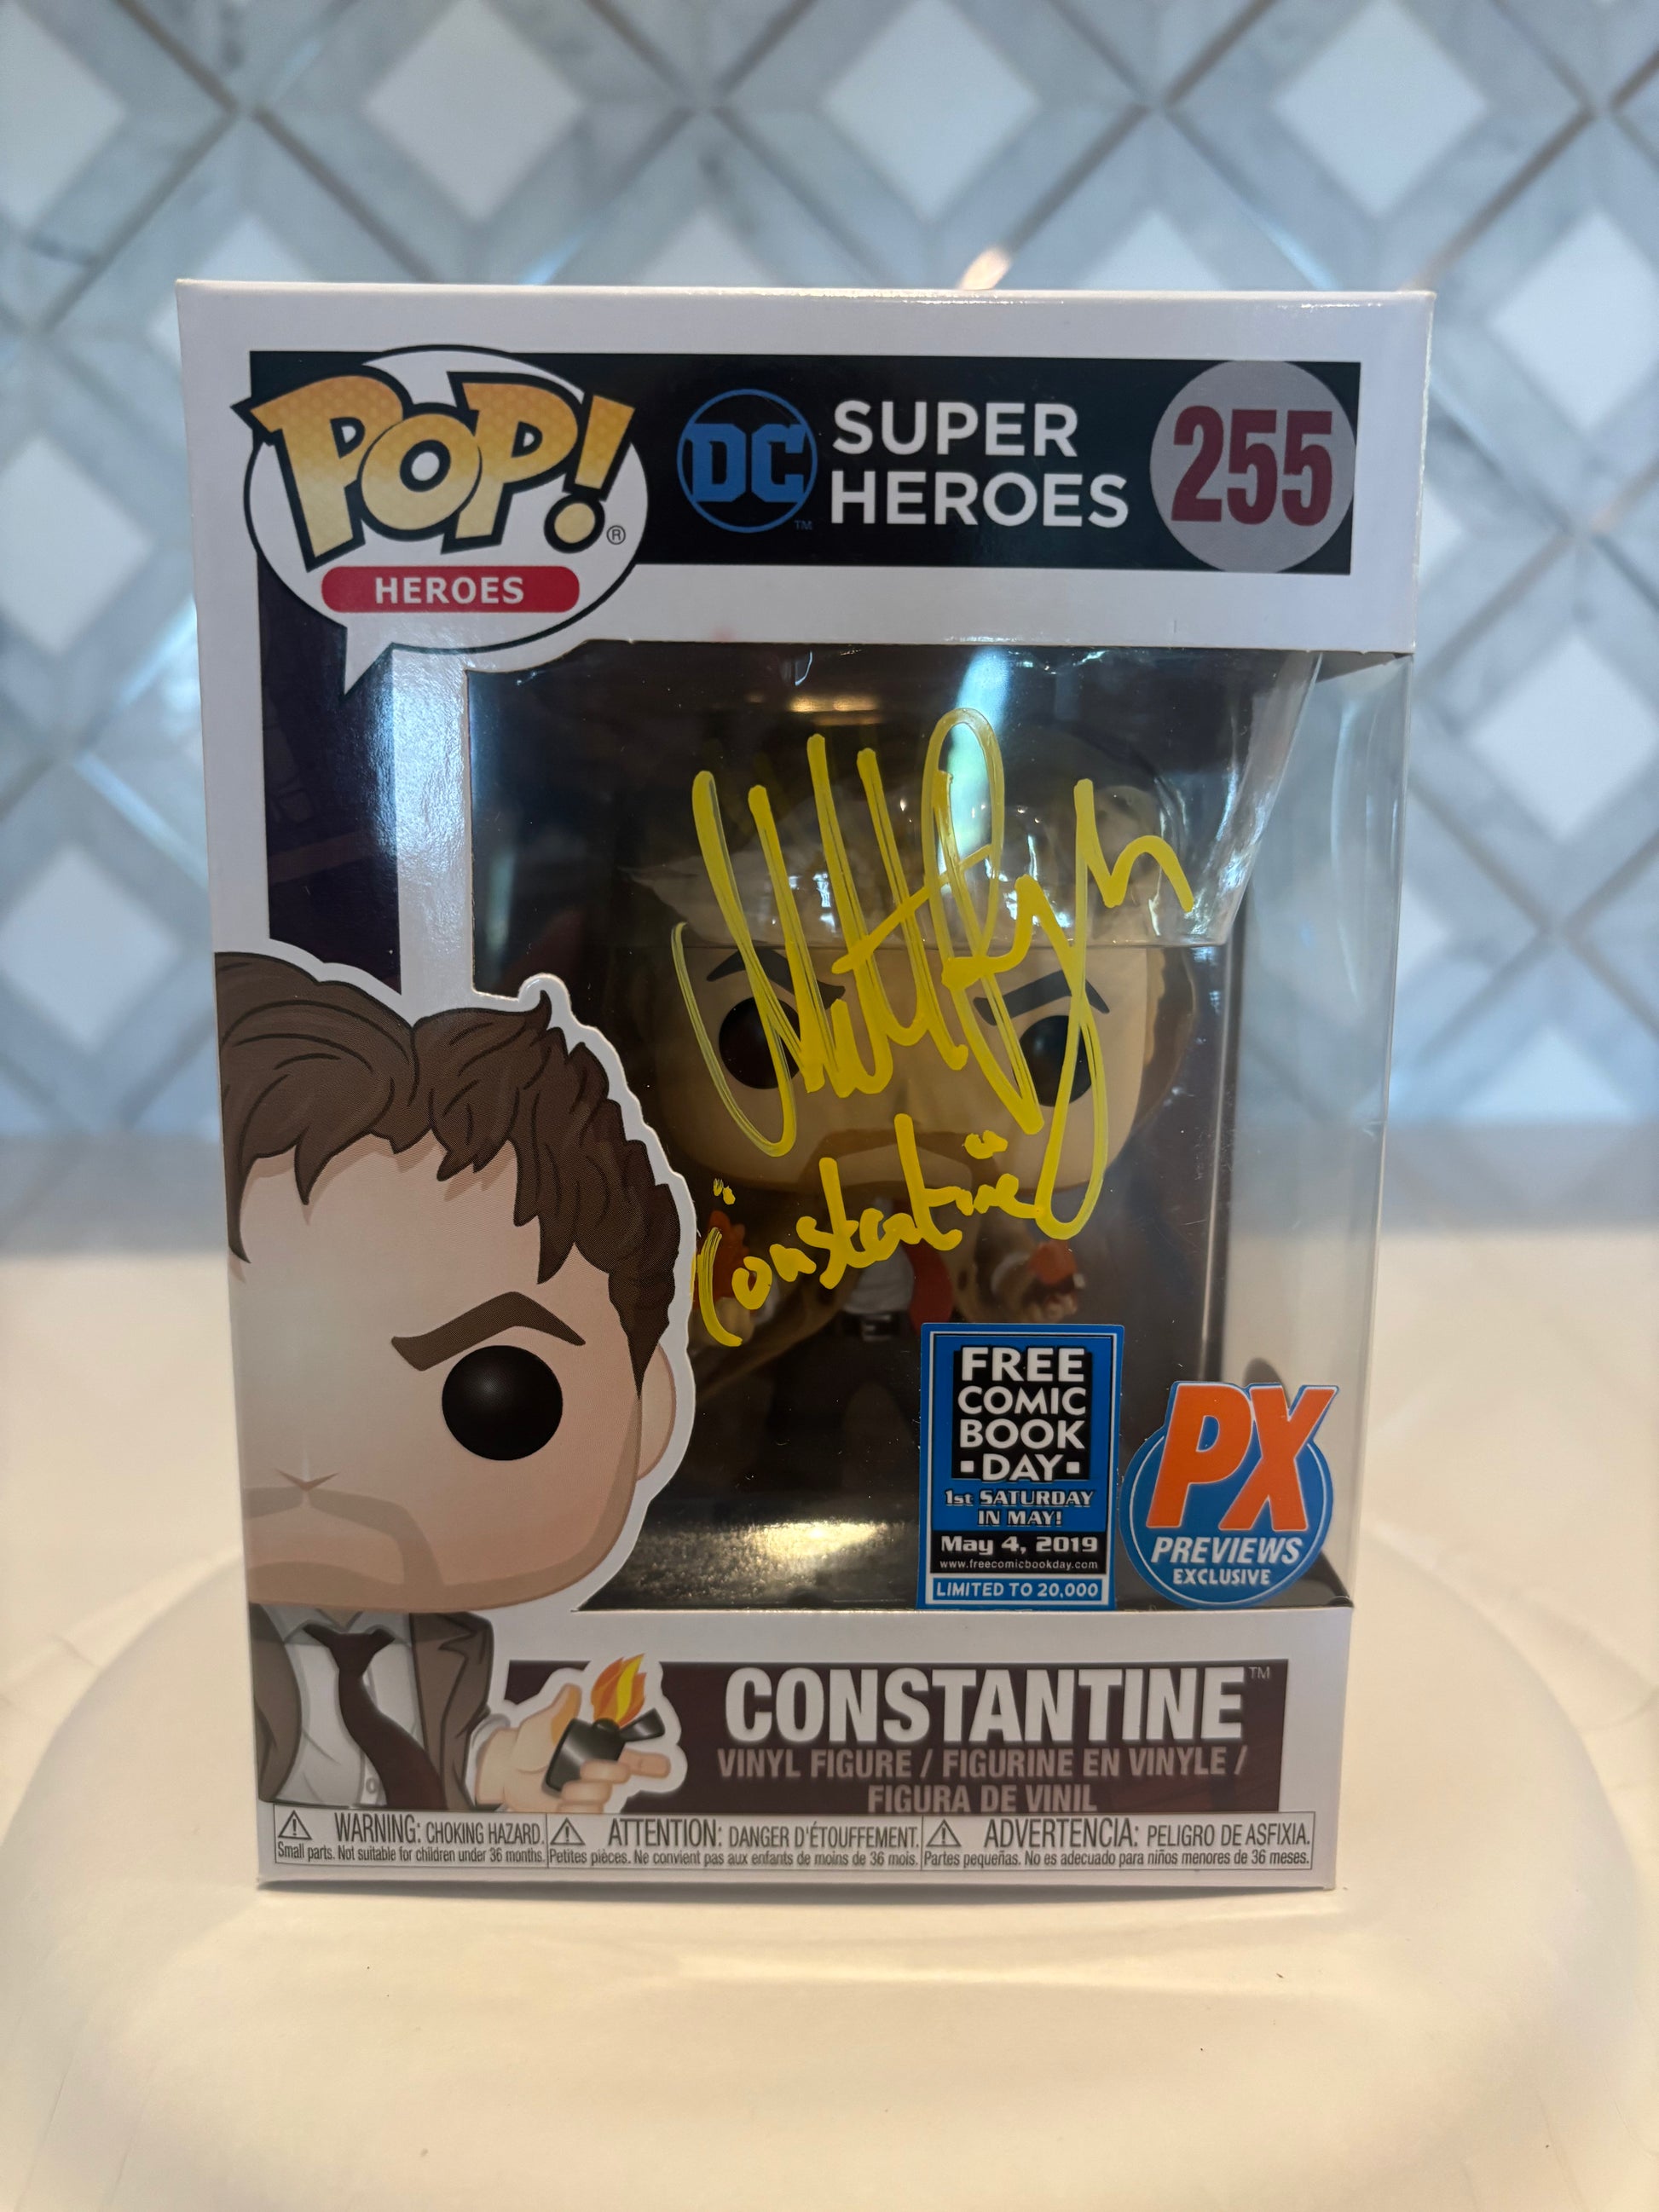 POP!®
HEROES
DC™
SUPER
HEROES
255
Matt Ryan
"Constantine"
FREE
COMIC
BOOK
▪DAY▪
1st SATURDAY
IN MAY!
May 4, 2019
www.freecomicbookday.com
LIMITED TO 20,000
PX
PREVIEWS
EXCLUSIVE
CONSTANTINE™
VINYL FIGURE / FIGURINE EN VINYLE /
FIGURA DE VINIL
WARNING: CHOKING HAZARD.
Small parts. Not suitable for children under 36 months.
ATTENTION: DANGER D'ÉTOUFFEMENT.
Petites pièces. Ne convient pas aux enfants de moins de 36 mois.
ADVERTENCIA: PELIGRO DE ASFIXIA.
Partes pequeñas. No es adecuado para niños menores de 36 meses.